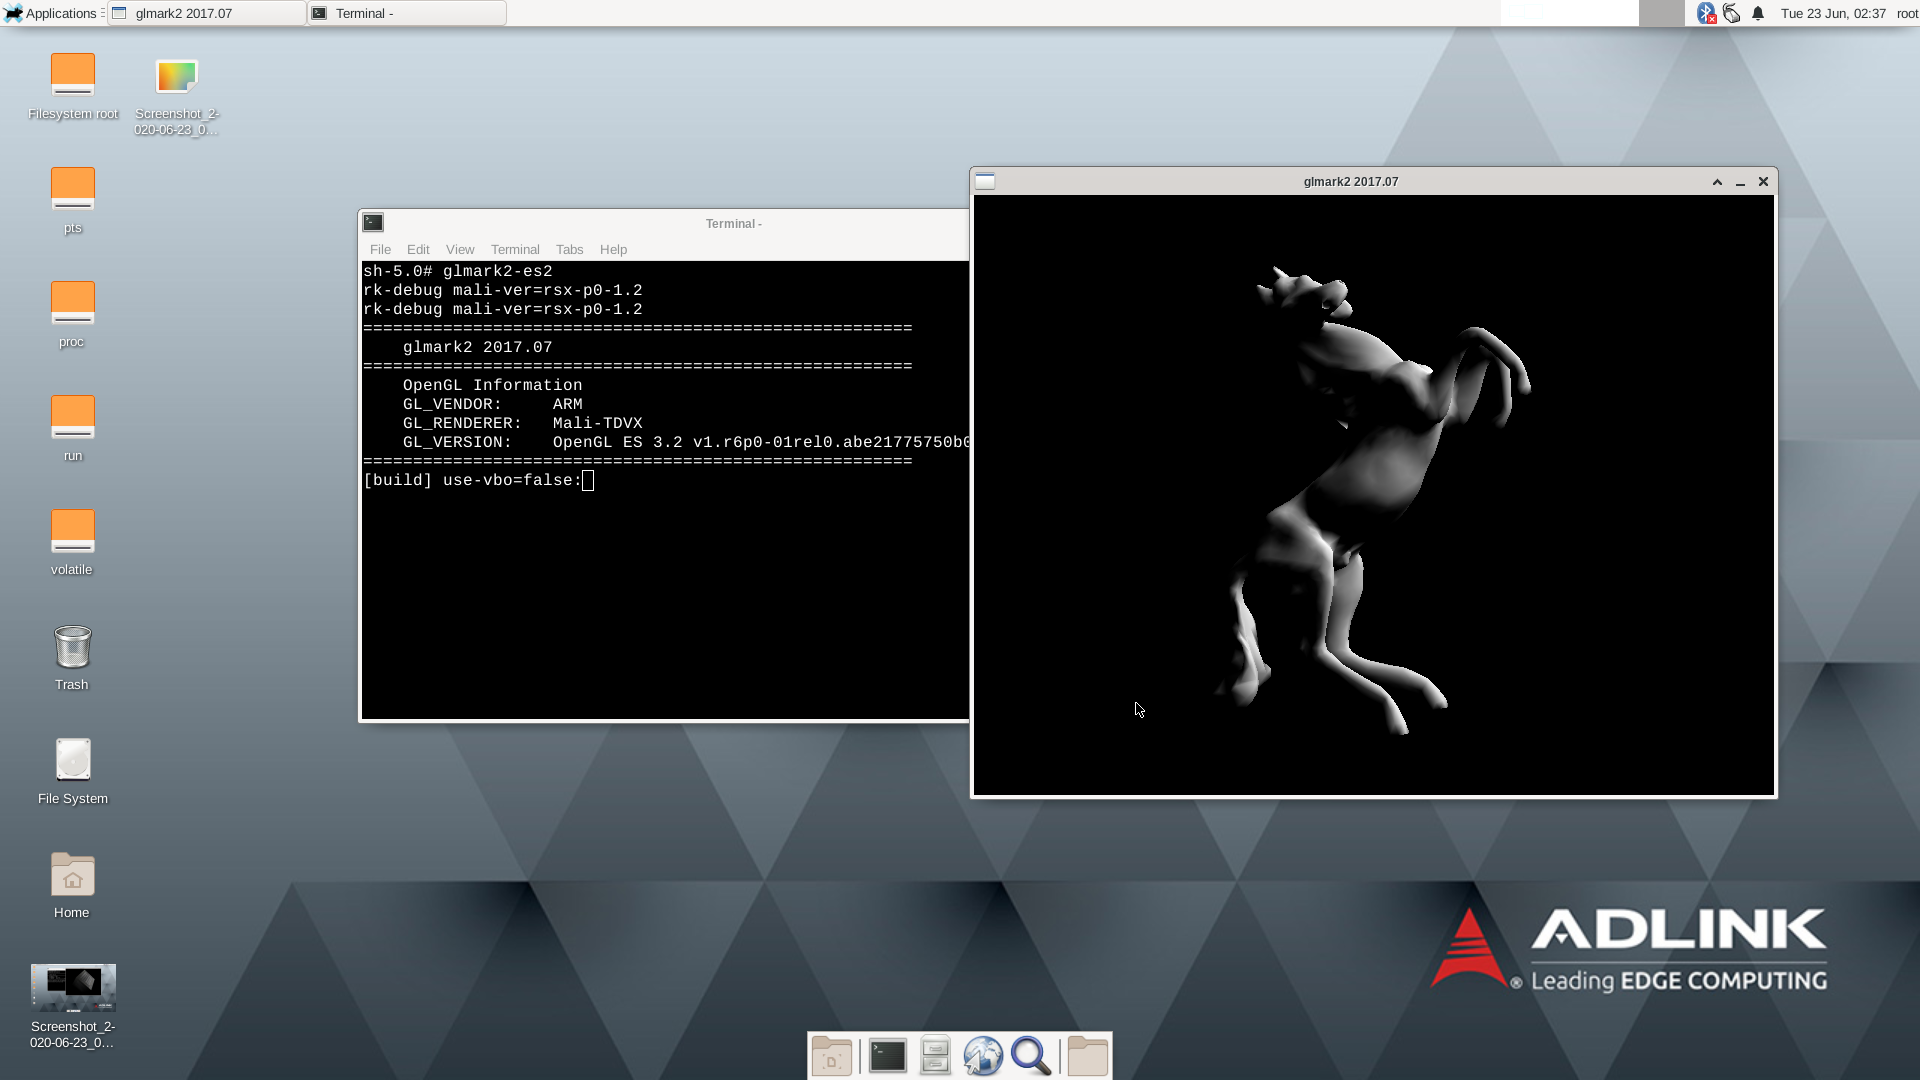 Applications
glmark2 2017.07
Terminal -
Tue 23 Jun, 02:37
root
Filesystem root
Screenshot_2-
020-06-23_0...
pts
proc
run
volatile
Trash
File System
Home
Screenshot_2-
020-06-23_0...
Terminal -
File Edit View Terminal Tabs Help
sh-5.0# glmark2-es2
rk-debug mali-ver=rsx-p0-1.2
rk-debug mali-ver=rsx-p0-1.2
=======================================================
glmark2 2017.07
=======================================================
OpenGL Information
GL_VENDOR: ARM
GL_RENDERER: Mali-TDVX
GL_VERSION: OpenGL ES 3.2 v1.r6p0-01rel0.abe21775750b0
=======================================================
[build] use-vbo=false:
glmark2 2017.07
ADLINK
® Leading EDGE COMPUTING